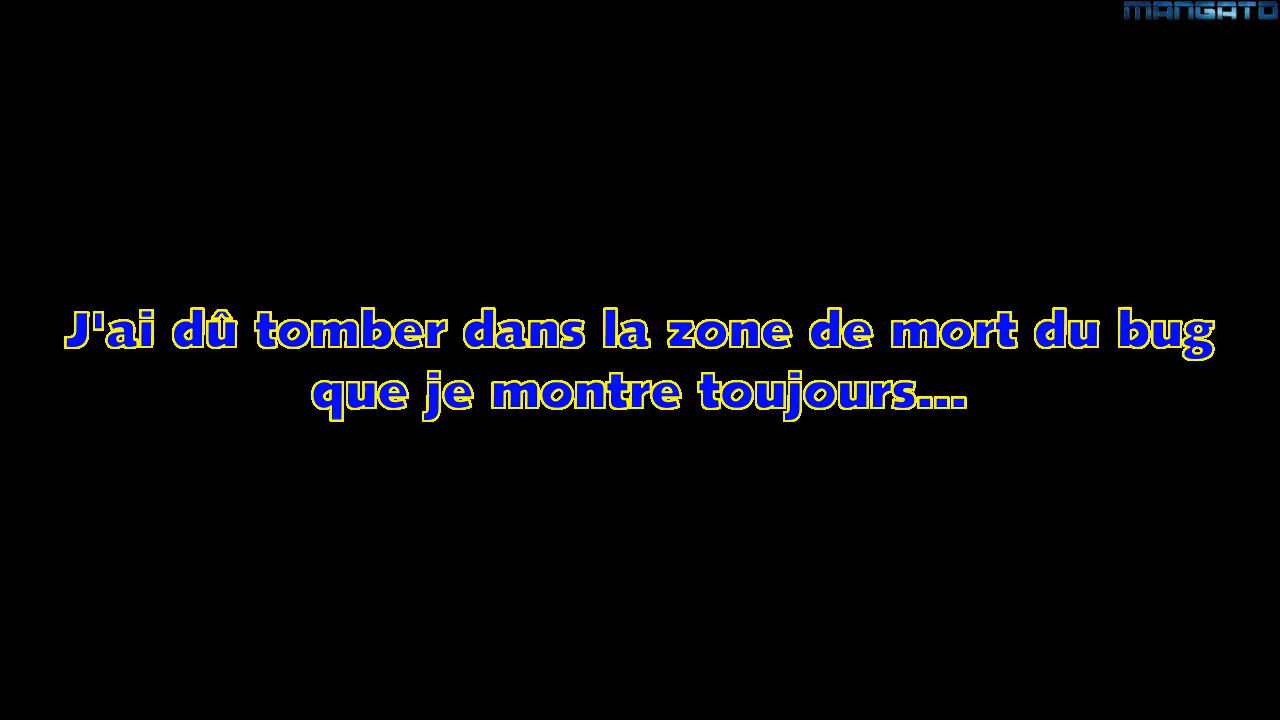 MANGATO
J'ai dû tomber dans la zone de mort du bug
que je montre toujours...